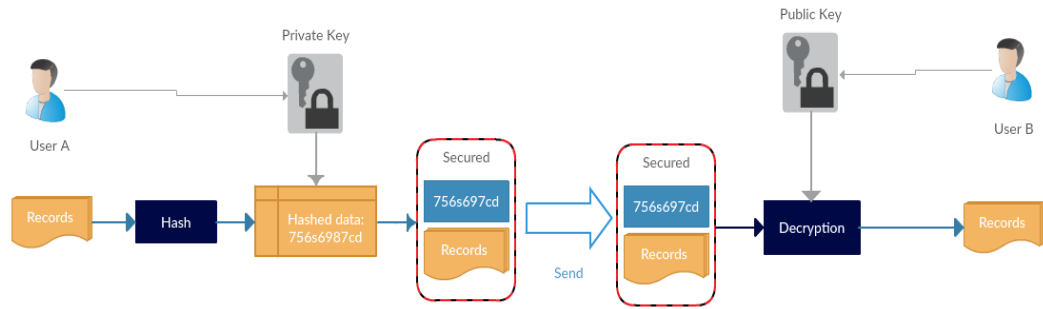 Private Key
Public Key
User A
User B
Records
Hash
Hashed data:
756s6987cd
Secured
756s697cd
Records
Send
Secured
756s697cd
Records
Decryption
Records